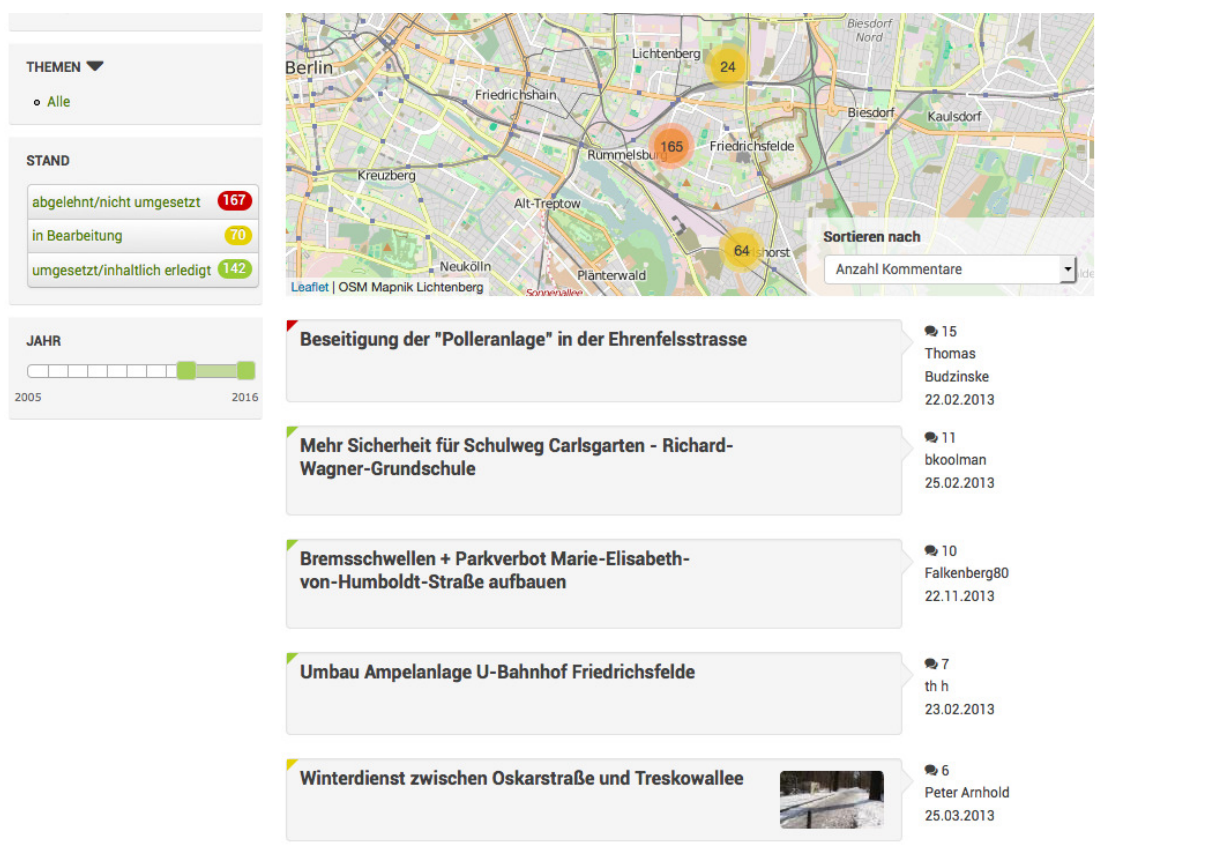 THEMEN
Alle
STAND
abgelehnt/nicht umgesetzt 167
in Bearbeitung 70
umgesetzt/inhaltlich erledigt 142
JAHR
2005 2016
Biesdorf
Nord
Lichtenberg
24
Berlin
Friedrichshain
Biesdorf
Kaulsdorf
165
Friedrichsfelde
Rummelsburg
Kreuzberg
Alt-Treptow
64
horst
Neukölln
Plänterwald
Sonnenallee
Leaflet | OSM Mapnik Lichtenberg
Sortieren nach
Anzahl Kommentare
Beseitigung der "Polleranlage" in der Ehrenfelsstrasse
15
Thomas
Budzinske
22.02.2013
Mehr Sicherheit für Schulweg Carlsgarten - Richard-
Wagner-Grundschule
11
bkoolman
25.02.2013
Bremsschwellen + Parkverbot Marie-Elisabeth-
von-Humboldt-Straße aufbauen
10
Falkenberg80
22.11.2013
Umbau Ampelanlage U-Bahnhof Friedrichsfelde
7
th h
23.02.2013
Winterdienst zwischen Oskarstraße und Treskowallee
6
Peter Arnhold
25.03.2013